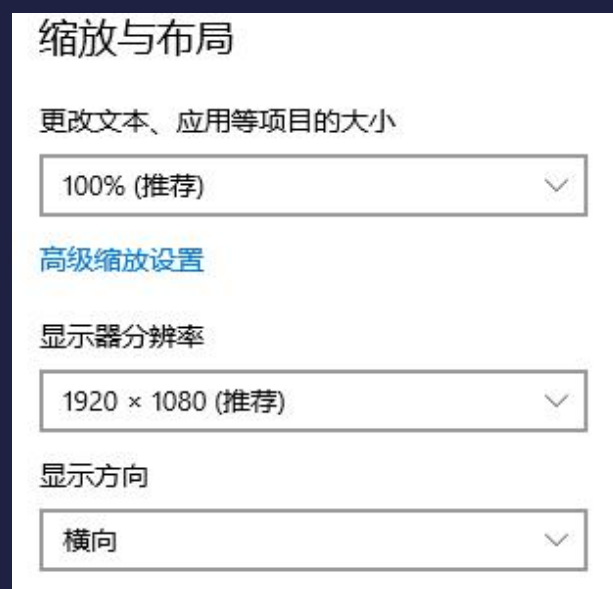 缩放与布局
更改文本、应用等项目的大小
100% (推荐)
高级缩放设置
显示器分辨率
1920 × 1080 (推荐)
显示方向
横向